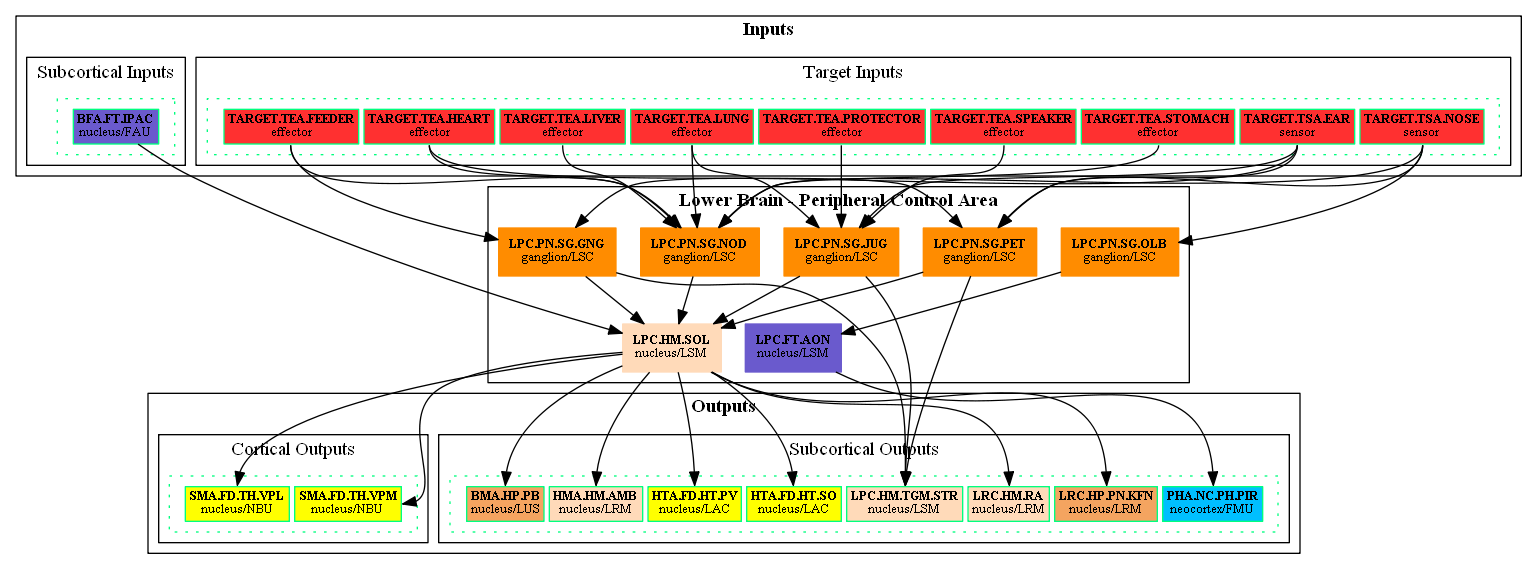 Inputs
Subcortical Inputs
Target Inputs
BFA.FT.IPAC
nucleus/FAU
TARGET.TEA.FEEDER
effector
TARGET.TEA.HEART
effector
TARGET.TEA.LIVER
effector
TARGET.TEA.LUNG
effector
TARGET.TEA.PROTECTOR
effector
TARGET.TEA.SPEAKER
effector
TARGET.TEA.STOMACH
effector
TARGET.TSA.EAR
sensor
TARGET.TSA.NOSE
sensor
Lower Brain - Peripheral Control Area
LPC.PN.SG.GNG
ganglion/LSC
LPC.PN.SG.NOD
ganglion/LSC
LPC.PN.SG.JUG
ganglion/LSC
LPC.PN.SG.PET
ganglion/LSC
LPC.PN.SG.OLB
ganglion/LSC
LPC.HM.SOL
nucleus/LSM
LPC.FT.AON
nucleus/LSM
Outputs
Cortical Outputs
Subcortical Outputs
SMA.FD.TH.VPL
nucleus/NBU
SMA.FD.TH.VPM
nucleus/NBU
BMA.HP.PB
nucleus/LUS
HMA.HM.AMB
nucleus/LRM
HTA.FD.HT.PV
nucleus/LAC
HTA.FD.HT.SO
nucleus/LAC
LPC.HM.TGM.STR
nucleus/LSM
LRC.HM.RA
nucleus/LRM
LRC.HP.PN.KFN
nucleus/LRM
PHA.NC.PH.PIR
neocortex/FMU